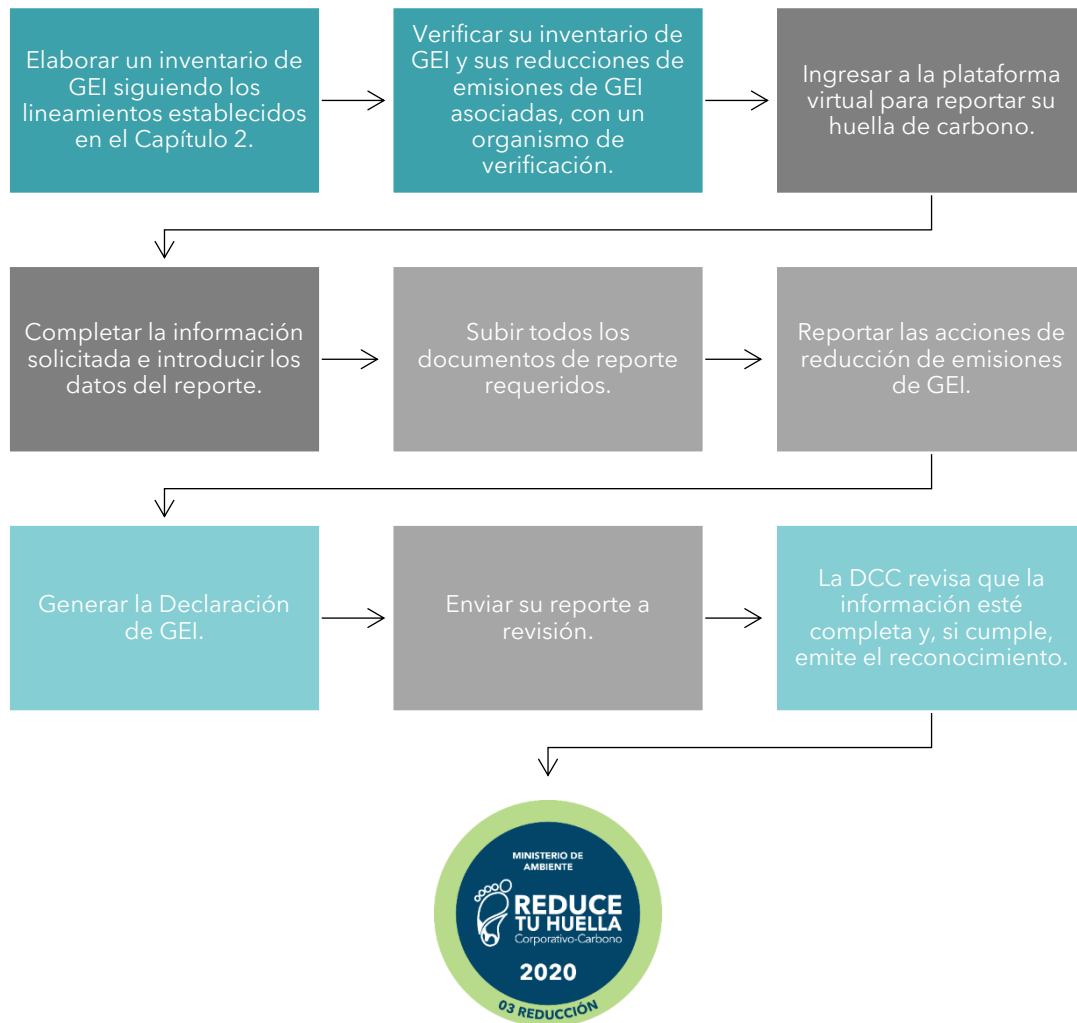 Elaborar un inventario de
GEI siguiendo los
lineamientos establecidos
en el Capítulo 2.
Verificar su inventario de
GEI y sus reducciones de
emisiones de GEI
asociadas, con un
organismo de
verificación.
Ingresar a la plataforma
virtual para reportar su
huella de carbono.
Completar la información
solicitada e introducir los
datos del reporte.
Subir todos los
documentos de reporte
requeridos.
Reportar las acciones de
reducción de emisiones
de GEI.
Generar la Declaración
de GEI.
Enviar su reporte a
revisión.
La DCC revisa que la
información esté
completa y, si cumple,
emite el reconocimiento.
MINISTERIO DE
AMBIENTE
REDUCE
TU HUELLA
Corporativo-Carbono
2020
03 REDUCCIÓN